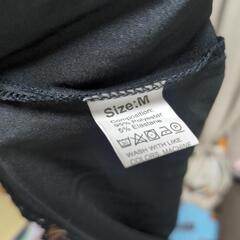 Size:M
Composition:
95% Polyester
5% Elastane
WASH WITH LIKE
COLORS, MACHINE